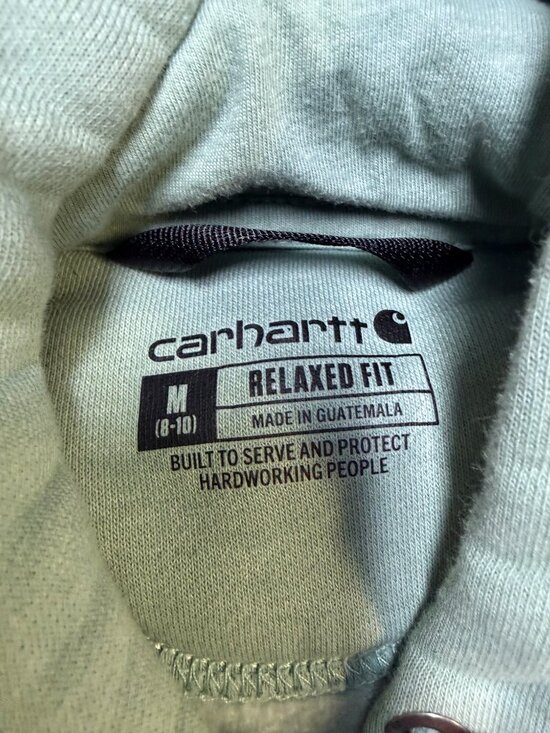 carhartt
M
(8-10)
RELAXED FIT
MADE IN GUATEMALA
BUILT TO SERVE AND PROTECT
HARDWORKING PEOPLE